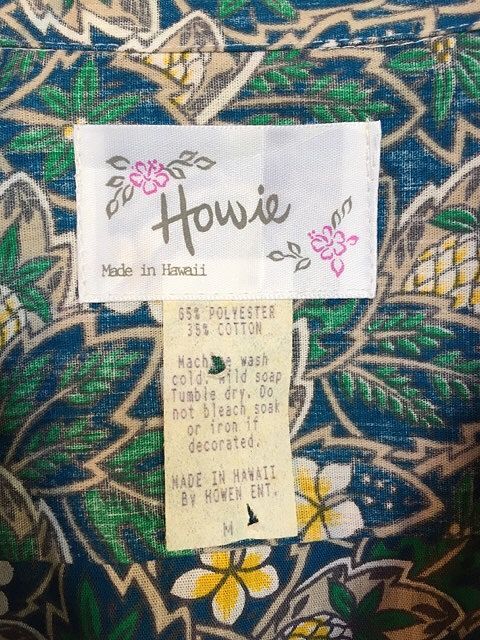 Howie
Made in Hawaii
65% POLYESTER
35% COTTON
Machine wash
cold. Mild soap
Tumble dry. Do
not bleach soak
or iron if
decorated.
MADE IN HAWAII
By HOWEN ENT.
M